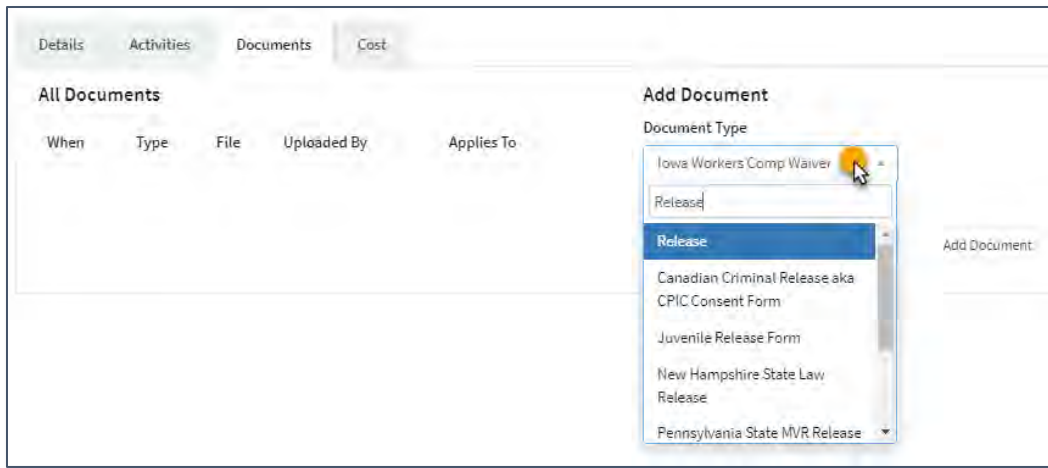 Details Activities Documents Cost
All Documents
When Type File Uploaded By Applies To
Add Document
Document Type
Iowa Workers Comp Waiver
Release
Release
Canadian Criminal Release aka
CPIC Consent Form
Juvenile Release Form
New Hampshire State Law
Release
Pennsylvania State MVR Release
Add Document